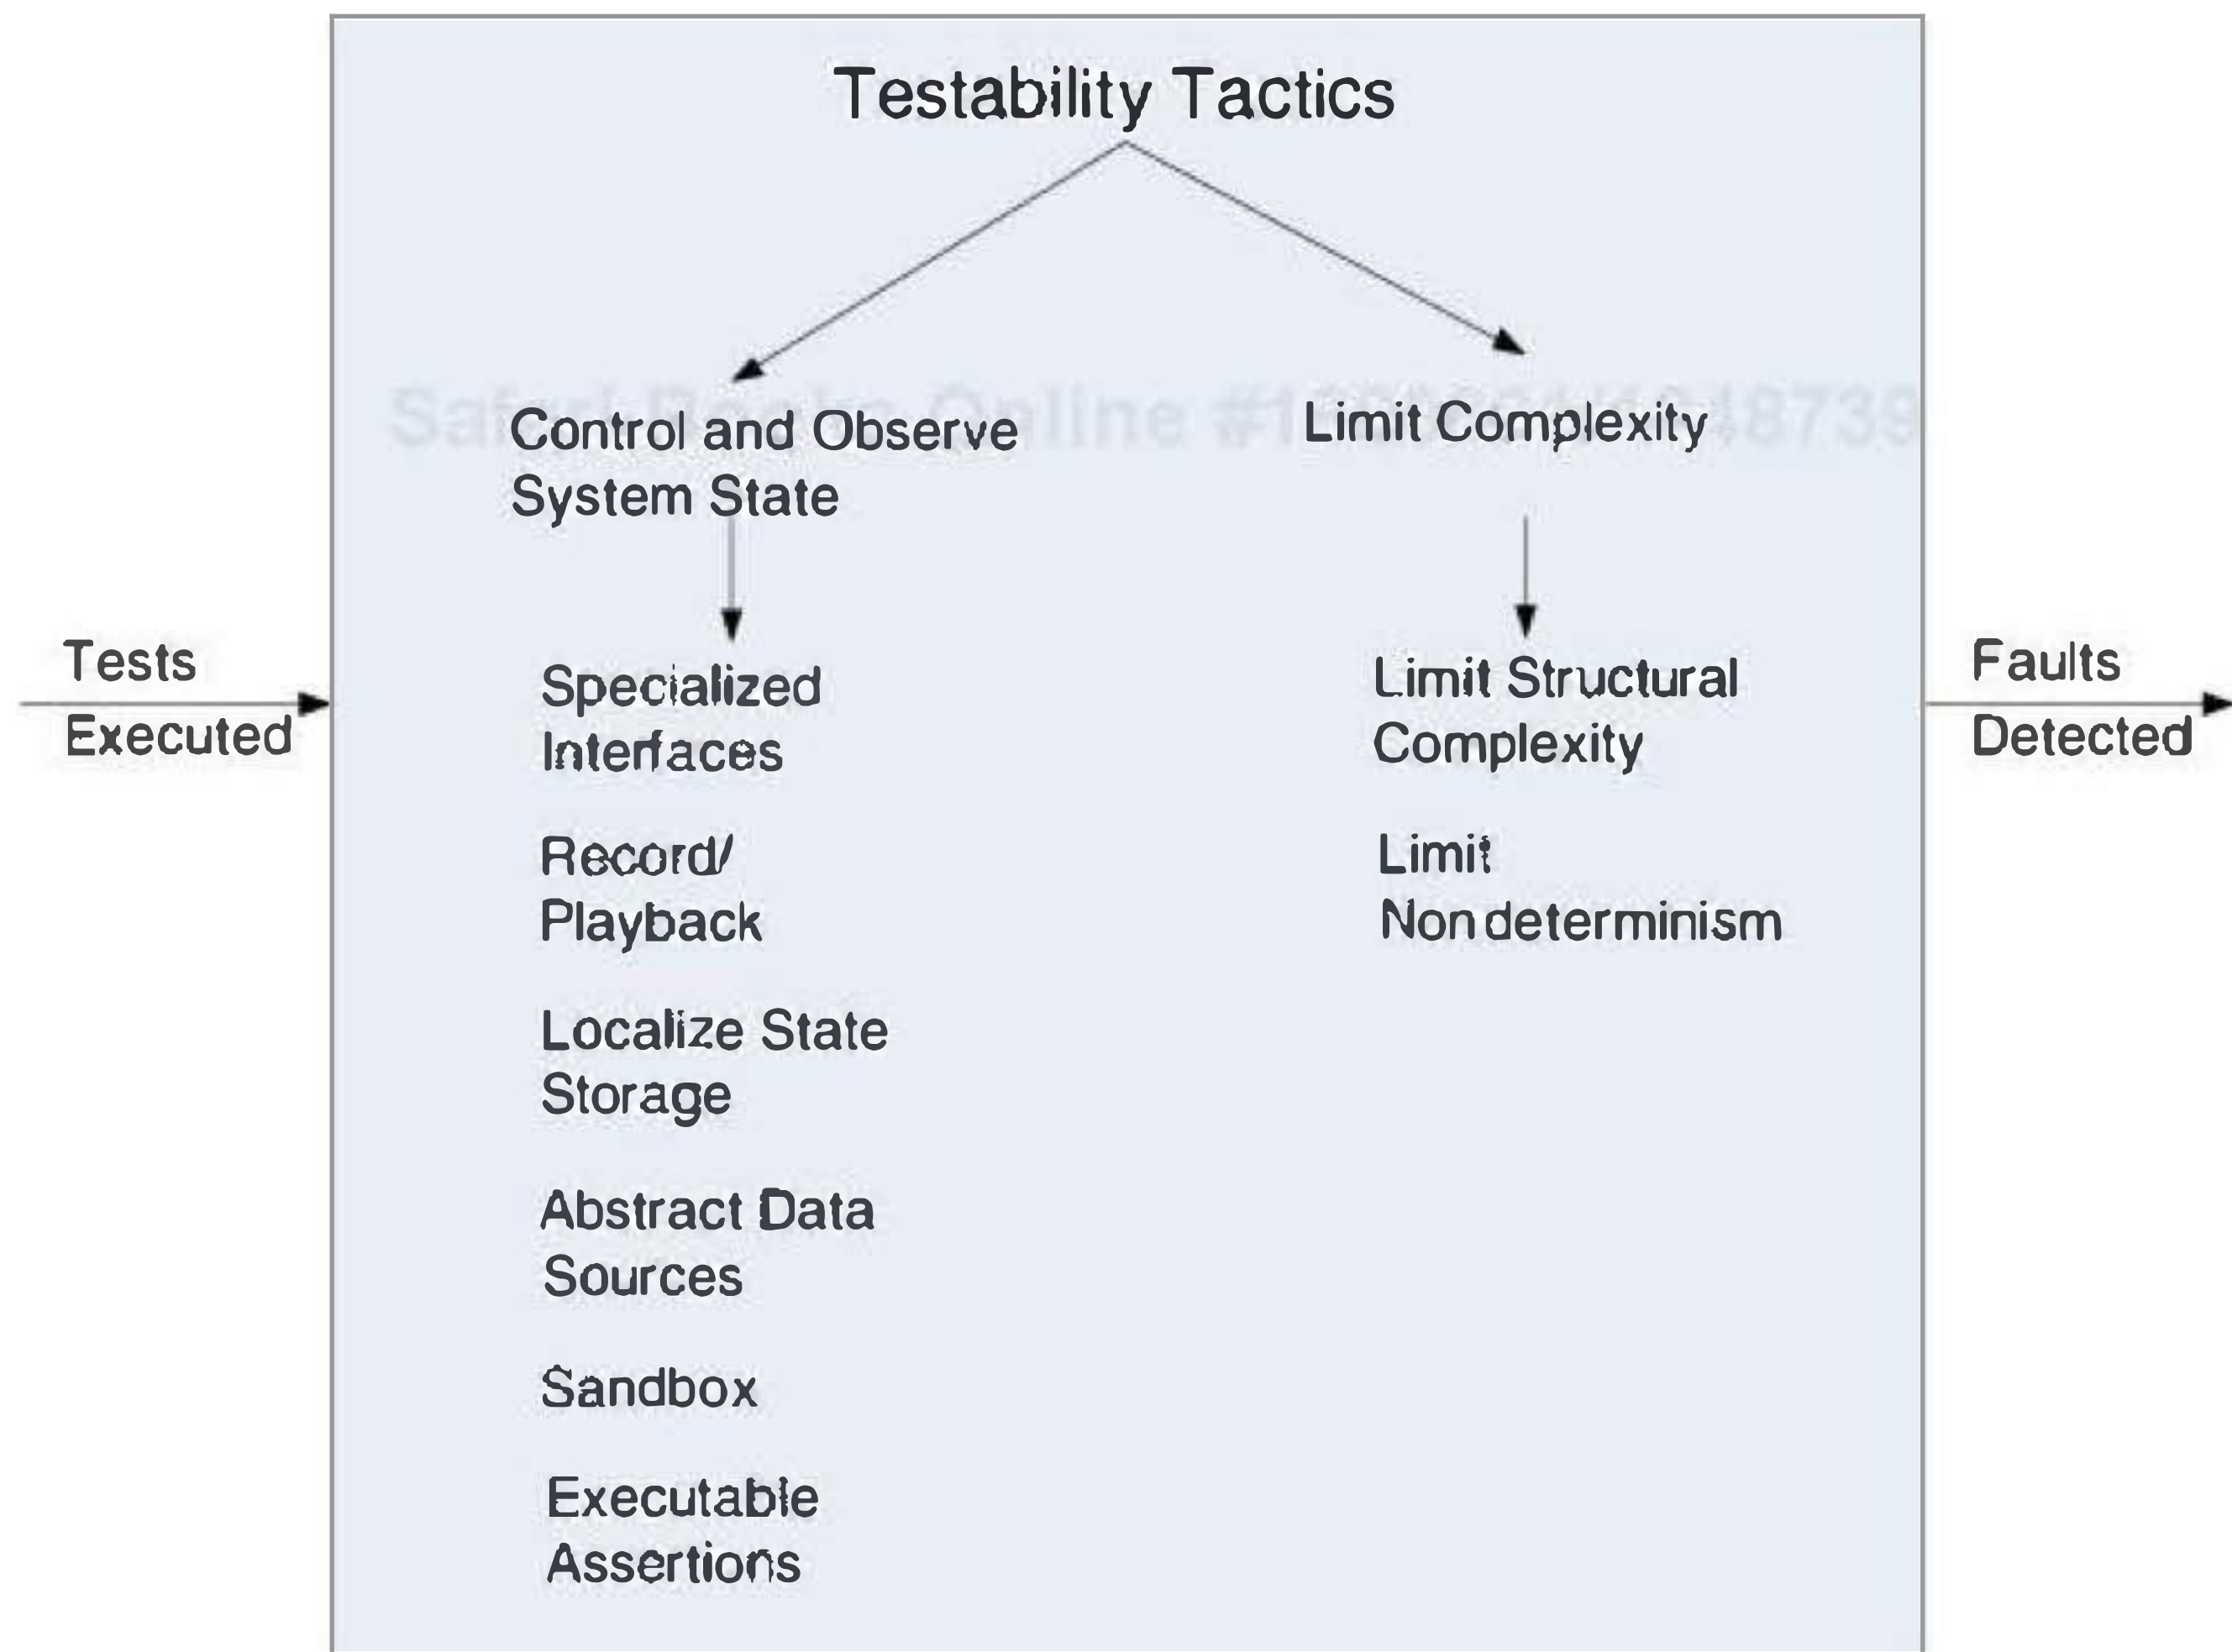 Testability Tactics
Control and Observe
System State
Limit Complexity
Tests
Executed
Specialized
Interfaces
Record/
Playback
Localize State
Storage
Abstract Data
Sources
Sandbox
Executable
Assertions
Limit Structural
Complexity
Limit
Nondeterminism
Faults
Detected